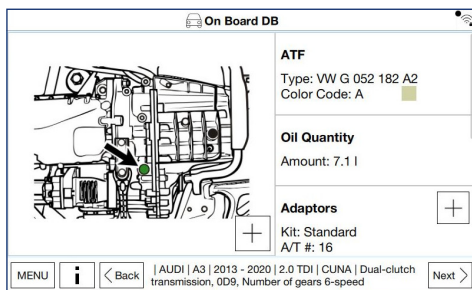 On Board DB
ATF
Type: VW G 052 182 A2
Color Code: A
Oil Quantity
Amount: 7.1 l
Adaptors
Kit: Standard
A/T #: 16
+
+
MENU
i
< Back
| AUDI | A3 | 2013 - 2020 | 2.0 TDI | CUNA | Dual-clutch
transmission, 0D9, Number of gears 6-speed
Next >